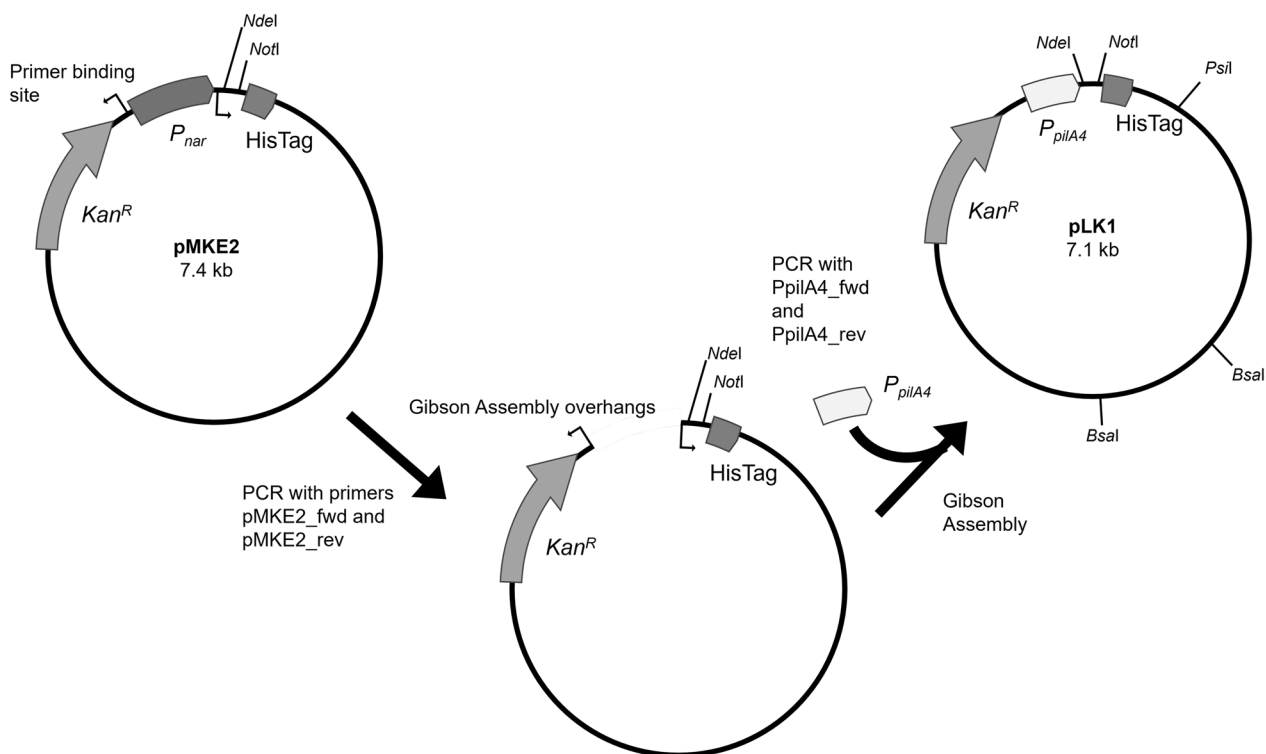 NdeI
NotI
Primer binding
site
Pnar
HisTag
KanR
pMKE2
7.4 kb
PCR with primers
pMKE2_fwd and
pMKE2_rev
Gibson Assembly overhangs
NdeI
NotI
HisTag
KanR
PCR with
PpilA4_fwd
and
PpilA4_rev
PpilA4
Gibson
Assembly
NdeI
NotI
PsiI
PpilA4
HisTag
KanR
pLK1
7.1 kb
BsaI
BsaI